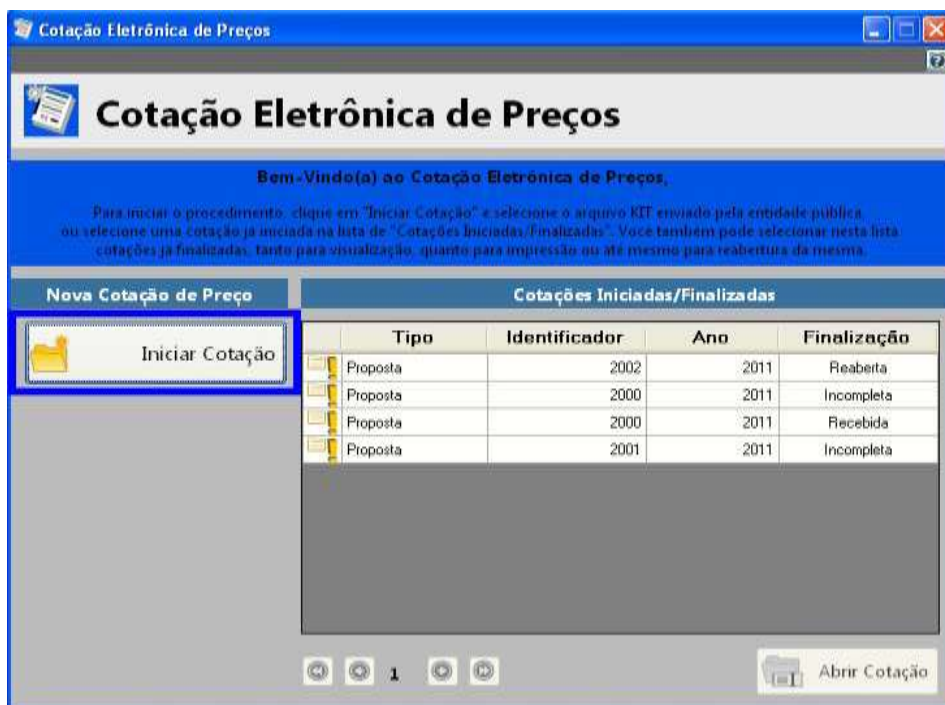 Cotação Eletrônica de Preços
Cotação Eletrônica de Preços
Bem-Vindo(a) ao Cotação Eletrônica de Preços,
Para iniciar o procedimento, clique em "Iniciar Cotação" e selecione o arquivo KIT enviado pela entidade pública,
ou selecione uma cotação já iniciada na lista de "Cotações Iniciadas/Finalizadas". Você também pode selecionar nesta lista
cotações já finalizadas, tanto para visualização, quanto para impressão ou até mesmo para reabertura da mesma.
Nova Cotação de Preço
Cotações Iniciadas/Finalizadas
Iniciar Cotação
Tipo Identificador Ano Finalização
Proposta 2002 2011 Reaberta
Proposta 2000 2011 Incompleta
Proposta 2000 2011 Recebida
Proposta 2001 2011 Incompleta
1
Abrir Cotação